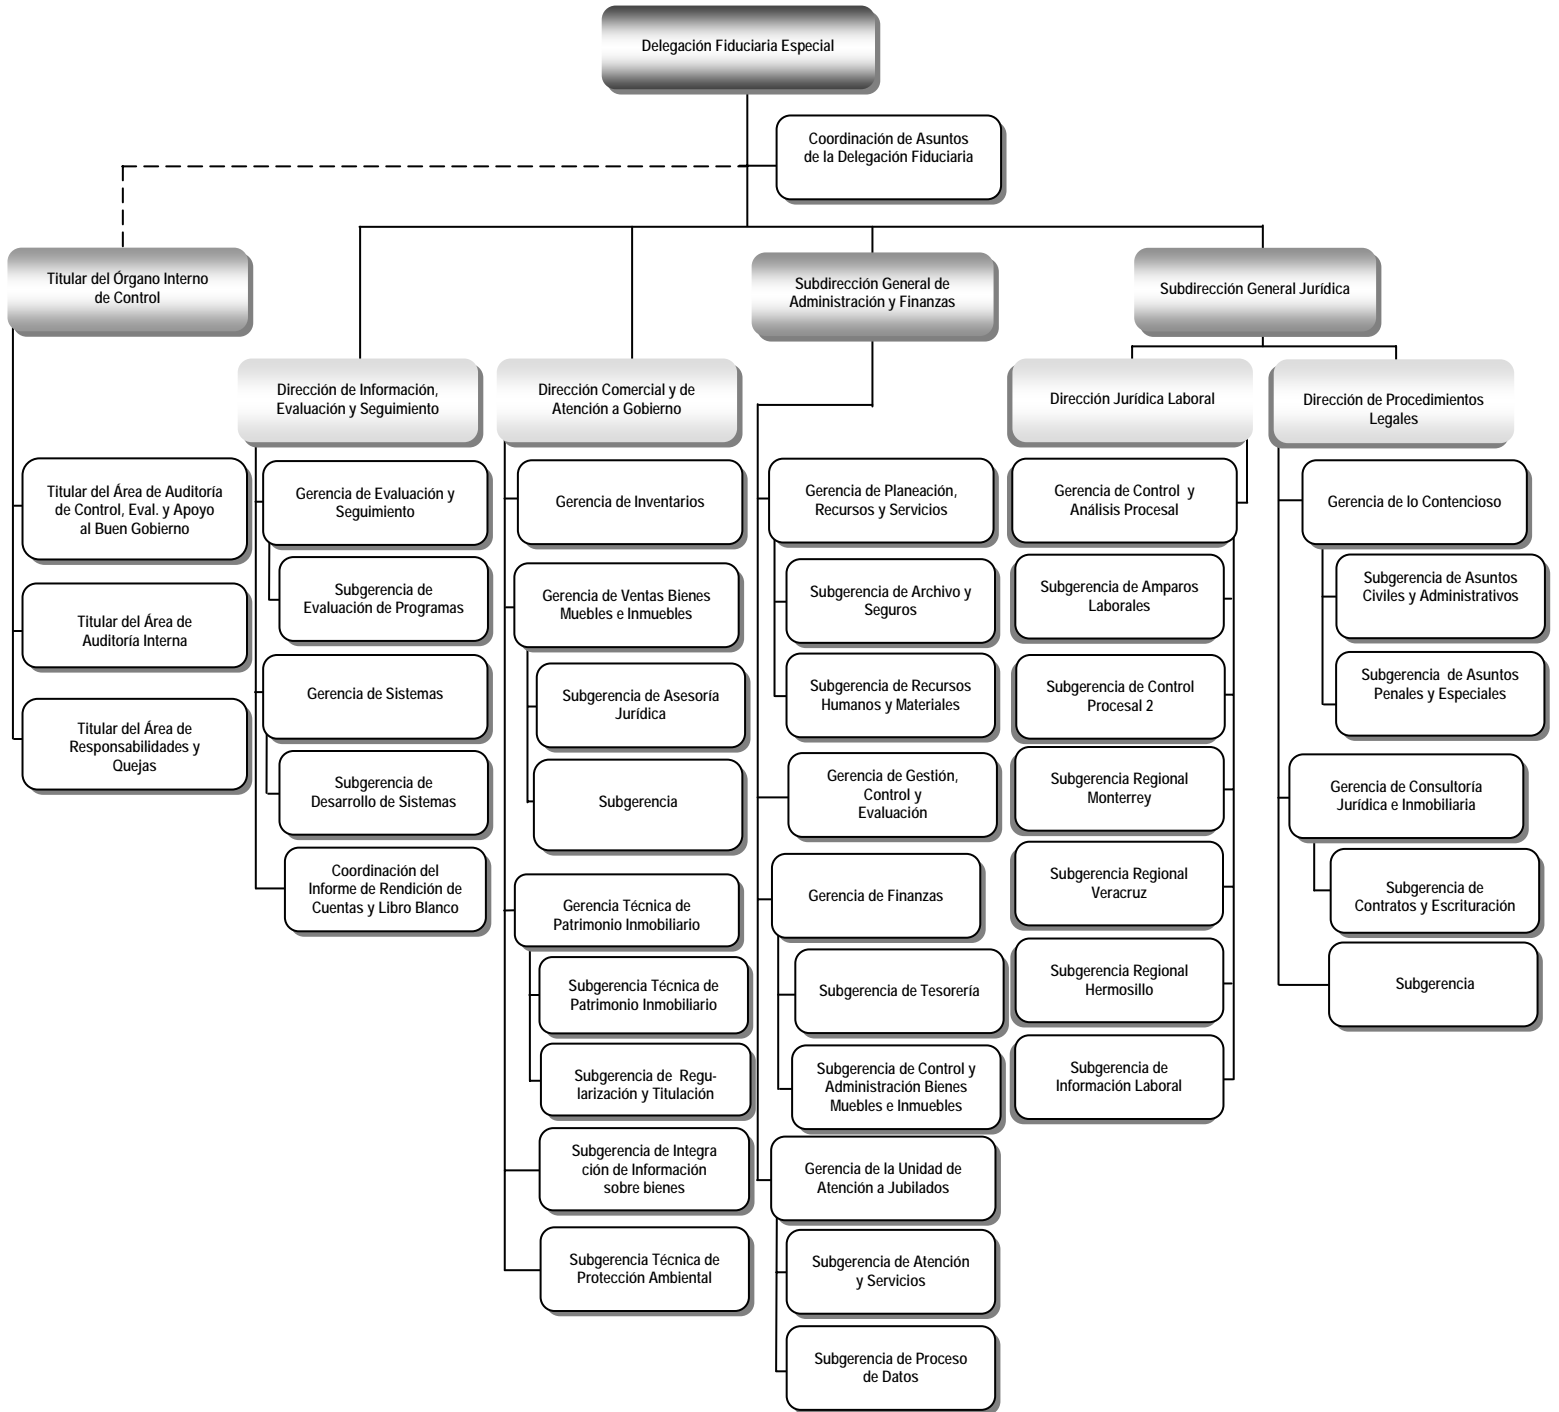 Delegación Fiduciaria Especial
Coordinación de Asuntos
de la Delegación Fiduciaria
Titular del Órgano Interno
de Control
Subdirección General de
Administración y Finanzas
Subdirección General Jurídica
Dirección de Información,
Evaluación y Seguimiento
Dirección Comercial y de
Atención a Gobierno
Dirección Jurídica Laboral
Dirección de Procedimientos
Legales
Titular del Área de Auditoría
de Control, Eval. y Apoyo
al Buen Gobierno
Titular del Área de
Auditoría Interna
Titular del Área de
Responsabilidades y
Quejas
Gerencia de Evaluación y
Seguimiento
Subgerencia de
Evaluación de Programas
Gerencia de Sistemas
Subgerencia de
Desarrollo de Sistemas
Coordinación del
Informe de Rendición de
Cuentas y Libro Blanco
Gerencia de Inventarios
Gerencia de Ventas Bienes
Muebles e Inmuebles
Subgerencia de Asesoría
Jurídica
Subgerencia
Gerencia Técnica de
Patrimonio Inmobiliario
Subgerencia Técnica de
Patrimonio Inmobiliario
Subgerencia de Regu-
larización y Titulación
Subgerencia de Integra
ción de Información
sobre bienes
Subgerencia Técnica de
Protección Ambiental
Gerencia de Planeación,
Recursos y Servicios
Subgerencia de Archivo y
Seguros
Subgerencia de Recursos
Humanos y Materiales
Gerencia de Gestión,
Control y
Evaluación
Gerencia de Finanzas
Subgerencia de Tesorería
Subgerencia de Control y
Administración Bienes
Muebles e Inmuebles
Gerencia de la Unidad de
Atención a Jubilados
Subgerencia de Atención
y Servicios
Subgerencia de Proceso
de Datos
Gerencia de Control y
Análisis Procesal
Subgerencia de Amparos
Laborales
Subgerencia de Control
Procesal 2
Subgerencia Regional
Monterrey
Subgerencia Regional
Veracruz
Subgerencia Regional
Hermosillo
Subgerencia de
Información Laboral
Gerencia de lo Contencioso
Subgerencia de Asuntos
Civiles y Administrativos
Subgerencia de Asuntos
Penales y Especiales
Gerencia de Consultoría
Jurídica e Inmobiliaria
Subgerencia de
Contratos y Escrituración
Subgerencia